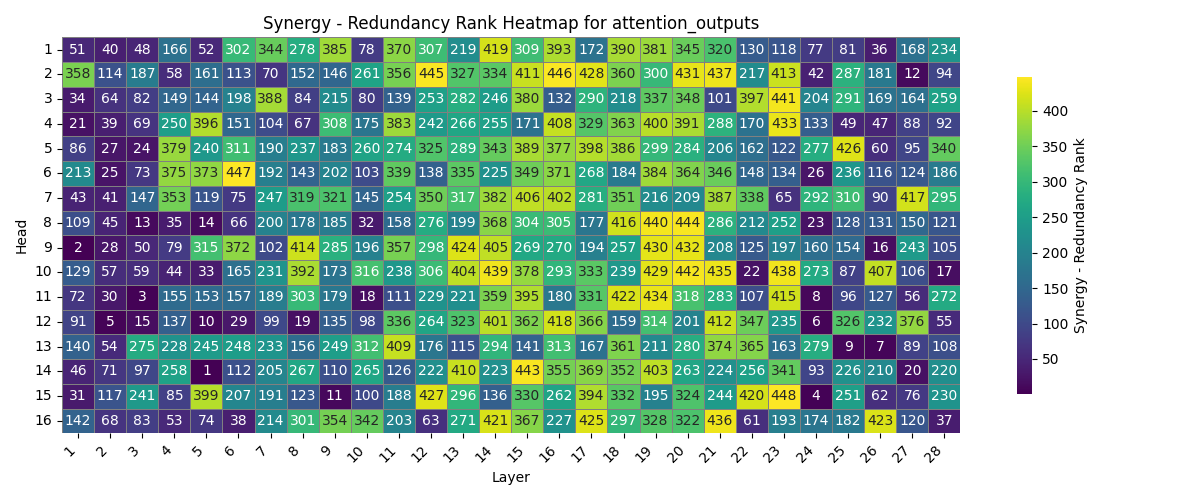 Synergy - Redundancy Rank Heatmap for attention_outputs
1 51 40 48 166 52 302 344 278 385 78 370 307 219 419 309 393 172 390 381 345 320 130 118 77 81 36 168 234
2 358 114 187 58 161 113 70 152 146 261 356 445 327 334 411 446 428 360 300 431 437 217 413 42 287 181 12 94
3 34 64 82 149 144 198 388 84 215 80 139 253 282 246 380 132 290 218 337 348 101 397 441 204 291 169 164 259
4 21 39 69 250 396 151 104 67 308 175 383 242 266 255 171 408 329 363 400 391 288 170 433 133 49 47 88 92
5 86 27 24 379 240 311 190 237 183 260 274 325 289 343 389 377 398 386 299 284 206 162 122 277 426 60 95 340
6 213 25 73 375 373 447 192 143 202 103 339 138 335 225 349 371 268 184 384 364 346 148 134 26 236 116 124 186
7 43 41 147 353 119 75 247 319 321 145 254 350 317 382 406 402 281 351 216 209 387 338 65 292 310 90 417 295
8 109 45 13 35 14 66 200 178 185 32 158 276 199 368 304 305 177 416 440 444 286 212 252 23 128 131 150 121
9 2 28 50 79 315 372 102 414 285 196 357 298 424 405 269 270 194 257 430 432 208 125 197 160 154 16 243 105
10 129 57 59 44 33 165 231 392 173 316 238 306 404 439 378 293 333 239 429 442 435 22 438 273 87 407 106 17
11 72 30 3 155 153 157 189 303 179 18 111 229 221 359 395 180 331 422 434 318 283 107 415 8 96 127 56 272
12 91 5 15 137 10 29 99 19 135 98 336 264 323 401 362 418 366 159 314 201 412 347 235 6 326 232 376 55
13 140 54 275 228 245 248 233 156 249 312 409 176 115 294 141 313 167 361 211 280 374 365 163 279 9 7 89 108
14 46 71 97 258 1 112 205 267 110 265 126 222 410 223 443 355 369 352 403 263 224 256 341 93 226 210 20 220
15 31 117 241 85 399 207 191 123 11 100 188 427 296 136 330 262 394 332 195 324 244 420 448 4 251 62 76 230
16 142 68 83 53 74 38 214 301 354 342 203 63 271 421 367 227 425 297 328 322 436 61 193 174 182 423 120 37
1 2 3 4 5 6 7 8 9 10 11 12 13 14 15 16 17 18 19 20 21 22 23 24 25 26 27 28
Layer
Head
400
350
300
250
200
150
100
50
Synergy - Redundancy Rank